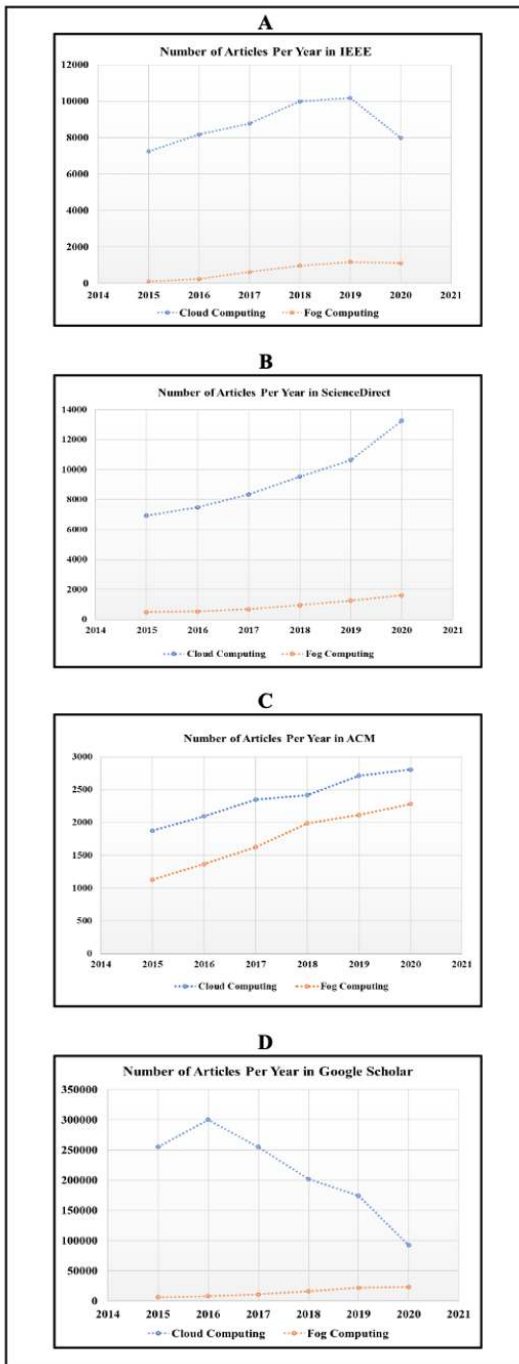 A
Number of Articles Per Year in IEEE
12000
10000
8000
6000
4000
2000
0
2014 2015 2016 2017 2018 2019 2020 2021
Cloud Computing Fog Computing
B
Number of Articles Per Year in ScienceDirect
14000
12000
10000
8000
6000
4000
2000
0
2014 2015 2016 2017 2018 2019 2020 2021
Cloud Computing Fog Computing
C
Number of Articles Per Year in ACM
3000
2500
2000
1500
1000
500
0
2014 2015 2016 2017 2018 2019 2020 2021
Cloud Computing Fog Computing
D
Number of Articles Per Year in Google Scholar
350000
300000
250000
200000
150000
100000
50000
0
2014 2015 2016 2017 2018 2019 2020 2021
Cloud Computing Fog Computing